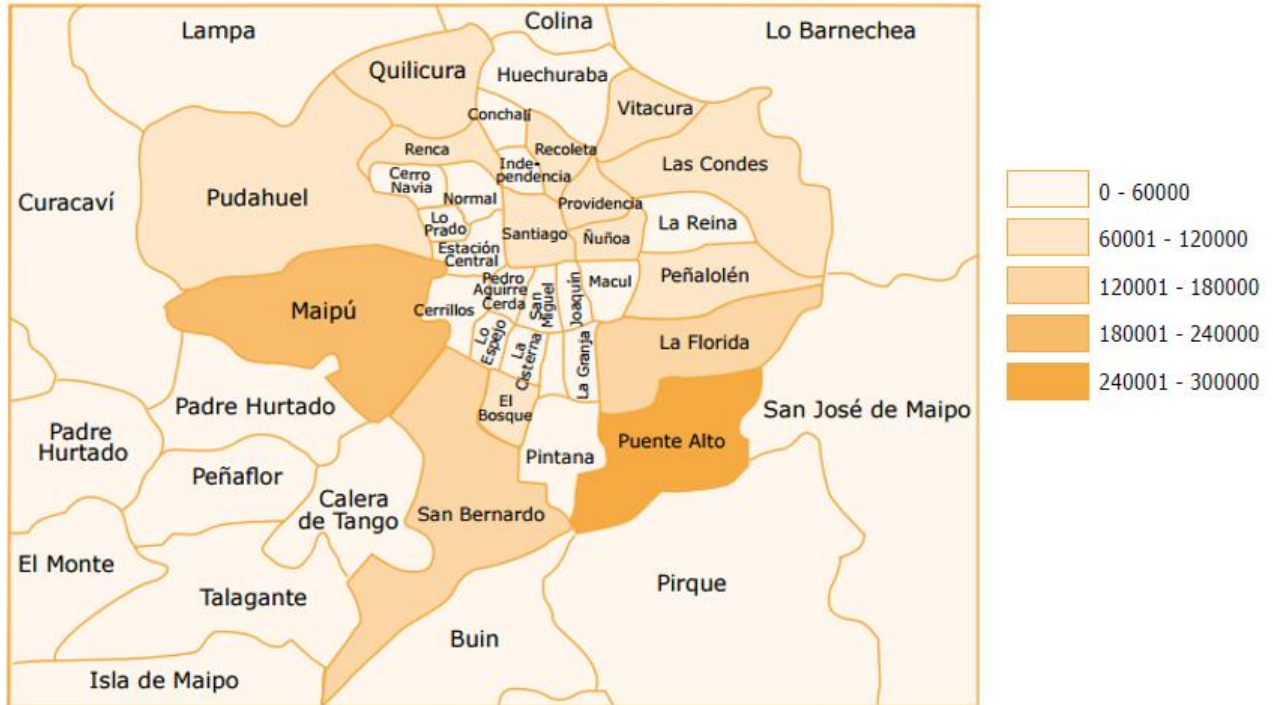 Lampa
Colina
Lo Barnechea
Quilicura
Huechuraba
Vitacura
Conchalí
Renca
Recoleta
Las Condes
Inde-
pendencia
Cerro
Navia
Normal
Curacaví
Pudahuel
Providencia
La Reina
Lo
Prado
Santiago
Ñuñoa
Estación
Central
Peñalolén
Pedro
Aguirre
Cerda
San
Miguel
Joaquín
Macul
Maipú
Cerrillos
Lo
Espejo
La
Cisterna
La Granja
La Florida
Padre Hurtado
El
Bosque
San José de Maipo
Padre
Hurtado
Puente Alto
Pintana
Peñaflor
Calera
de Tango
San Bernardo
El Monte
Talagante
Pirque
Buin
Isla de Maipo
0 - 60000
60001 - 120000
120001 - 180000
180001 - 240000
240001 - 300000